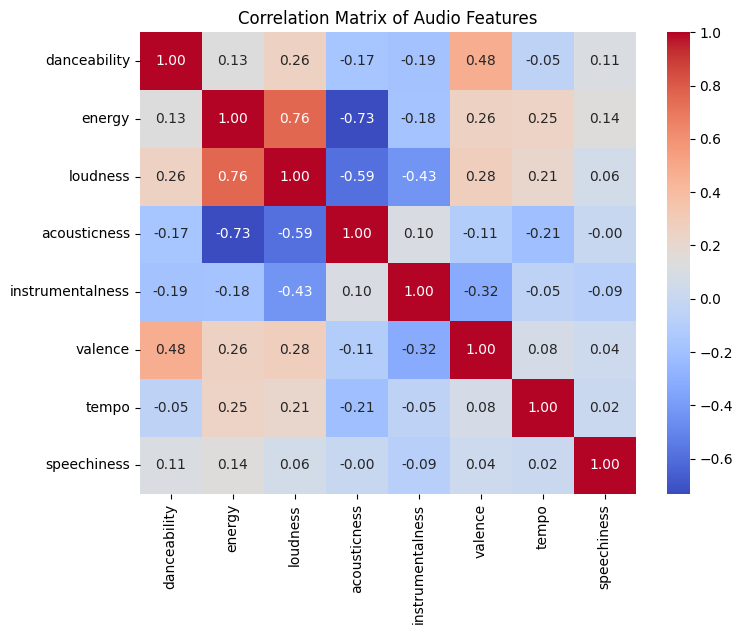 Correlation Matrix of Audio Features
danceability 1.00 0.13 0.26 -0.17 -0.19 0.48 -0.05 0.11
energy 0.13 1.00 0.76 -0.73 -0.18 0.26 0.25 0.14
loudness 0.26 0.76 1.00 -0.59 -0.43 0.28 0.21 0.06
acousticness -0.17 -0.73 -0.59 1.00 0.10 -0.11 -0.21 -0.00
instrumentalness -0.19 -0.18 -0.43 0.10 1.00 -0.32 -0.05 -0.09
valence 0.48 0.26 0.28 -0.11 -0.32 1.00 0.08 0.04
tempo -0.05 0.25 0.21 -0.21 -0.05 0.08 1.00 0.02
speechiness 0.11 0.14 0.06 -0.00 -0.09 0.04 0.02 1.00
danceability
energy
loudness
acousticness
instrumentalness
valence
tempo
speechiness
1.0
0.8
0.6
0.4
0.2
0.0
−0.2
−0.4
−0.6